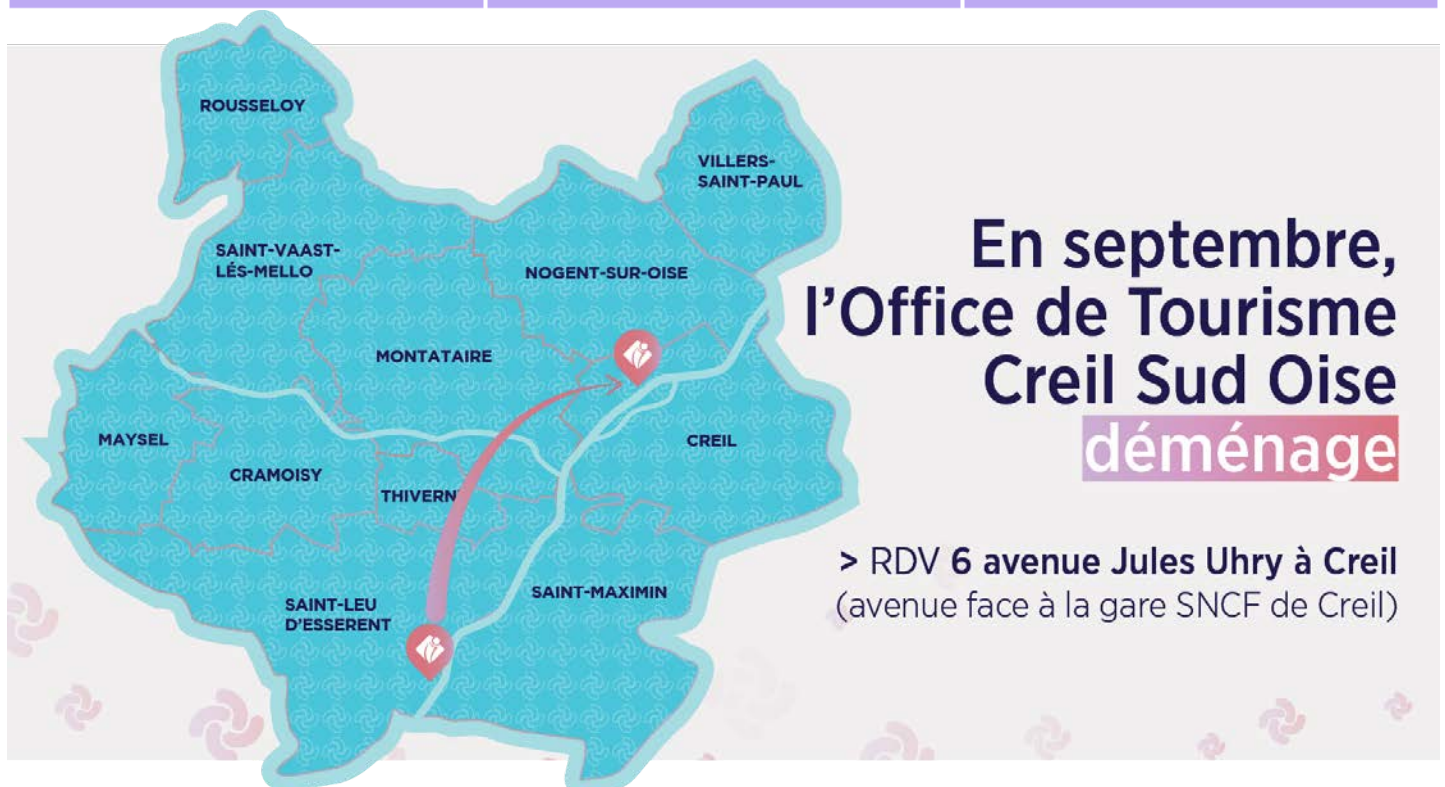 ROUSSELOY
VILLERS-
SAINT-PAUL
SAINT-VAAST-
LÉS-MELLO
NOGENT-SUR-OISE
MONTATAIRE
MAYSEL
CREIL
CRAMOISY
THIVERN
SAINT-LEU
D'ESSERENT
SAINT-MAXIMIN
En septembre,
l'Office de Tourisme
Creil Sud Oise
déménage
> RDV 6 avenue Jules Uhry à Creil
(avenue face à la gare SNCF de Creil)